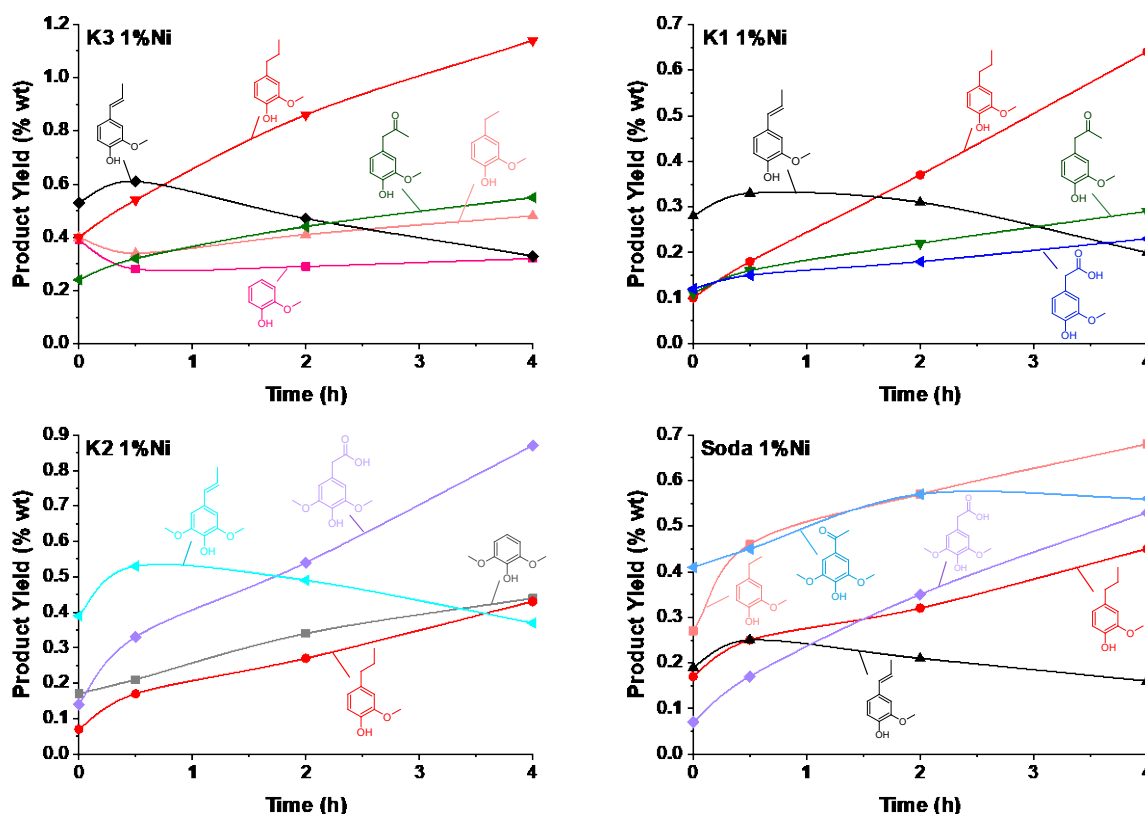 K3 1%Ni
Product Yield (% wt)
1.2
1.0
0.8
0.6
0.4
0.2
0.0
OH
O
OH
O
O
OH
O
OH
O
OH
O
0 1 2 3 4
Time (h)
K1 1%Ni
Product Yield (% wt)
0.7
0.6
0.5
0.4
0.3
0.2
0.1
0.0
OH
O
OH
O
O
OH
O
O
OH
OH
O
0 1 2 3 4
Time (h)
K2 1%Ni
Product Yield (% wt)
0.9
0.8
0.7
0.6
0.5
0.4
0.3
0.2
0.1
0.0
O
O
OH
O
OH
O
O
OH
O
O
OH
O
OH
0 1 2 3 4
Time (h)
Soda 1%Ni
Product Yield (% wt)
0.7
0.6
0.5
0.4
0.3
0.2
0.1
0.0
O
OH
O
O
O
OH
O
OH
O
O
OH
O
OH
O
OH
0 1 2 3 4
Time (h)